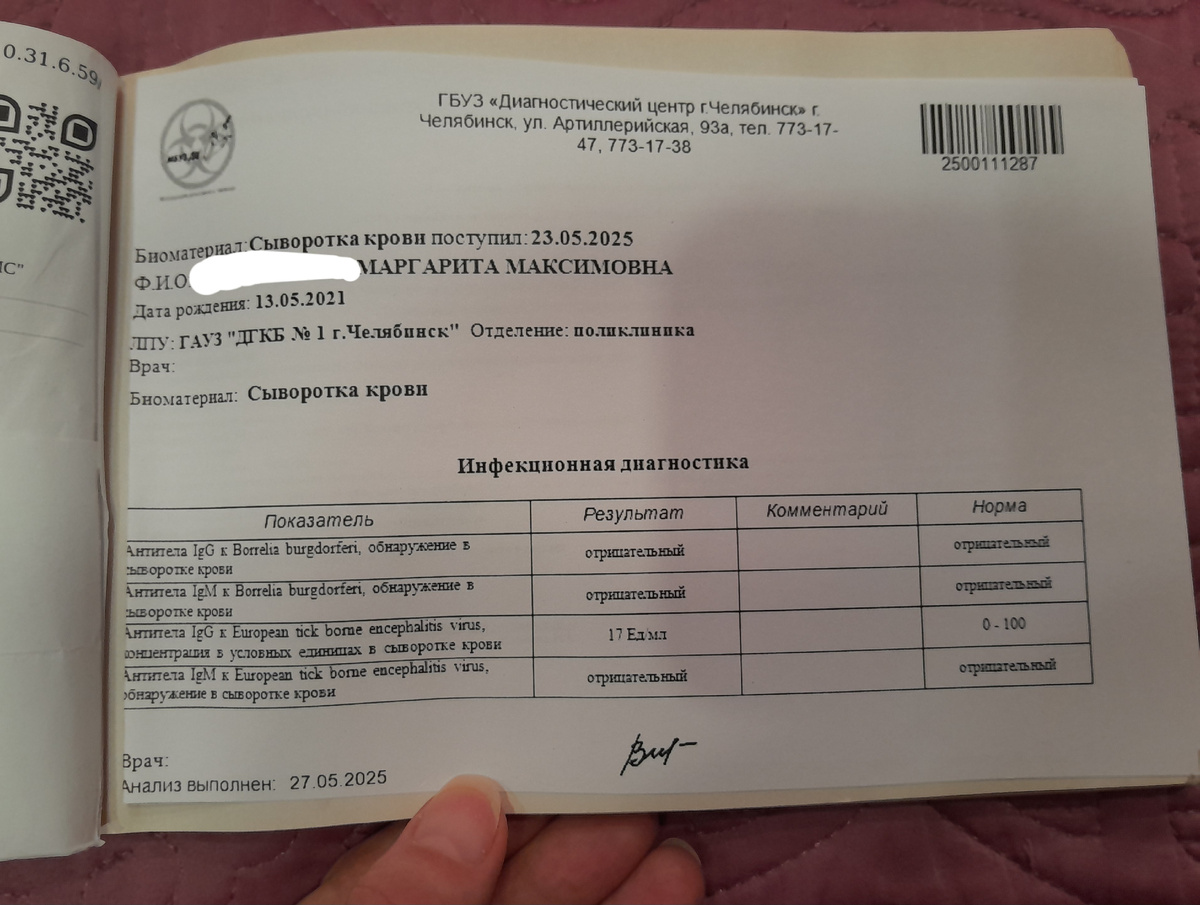 0.31.6.59
ГБУЗ «Диагностический центр г.Челябинск» г.
Челябинск, ул. Артиллерийская, 93а, тел. 773-17-
47, 773-17-38
2500111287
Биоматериал: Сыворотка крови поступил: 23.05.2025
Ф.И.О. МАРГАРИТА МАКСИМОВНА
Дата рождения: 13.05.2021
ЛПУ: ГАУЗ "ДГКБ № 1 г.Челябинск" Отделение: поликлиника
Врач:
Биоматериал: Сыворотка крови
Инфекционная диагностика
Показатель Результат Комментарий Норма
Антитела IgG к Borrelia burgdorferi, обнаружение в
сыворотке крови
отрицательный отрицательный
Антитела IgM к Borrelia burgdorferi, обнаружение в
сыворотке крови
отрицательный отрицательный
Антитела IgG к European tick borne encephalitis virus,
концентрация в условных единицах в сыворотке крови
17 Ед/мл 0 - 100
Антитела IgM к European tick borne encephalitis virus,
обнаружение в сыворотке крови
отрицательный отрицательный
Врач:
Анализ выполнен: 27.05.2025